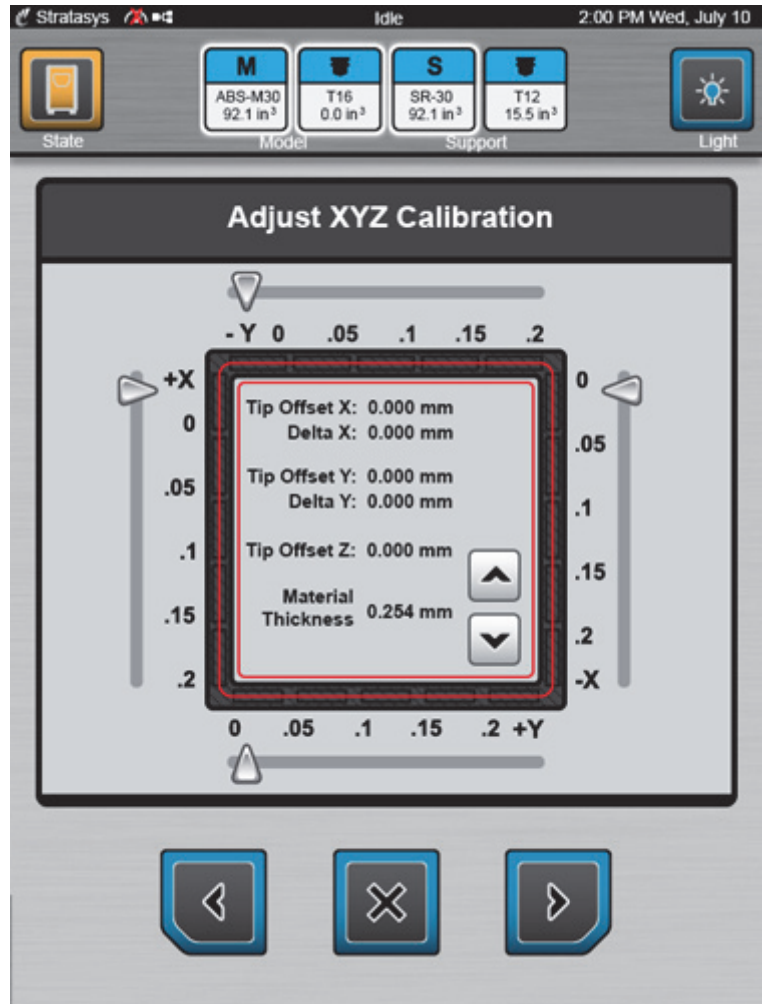 Stratasys Idle 2:00 PM Wed, July 10
M S
ABS-M30 T16 SR-30 T12
92.1 in³ 0.0 in³ 92.1 in³ 15.5 in³
State Model Support Light
Adjust XYZ Calibration
- Y 0 .05 .1 .15 .2
+X 0
0 .05
.05 .1
.1 .15
.15 .2
.2 -X
Tip Offset X: 0.000 mm
Delta X: 0.000 mm
Tip Offset Y: 0.000 mm
Delta Y: 0.000 mm
Tip Offset Z: 0.000 mm
Material
Thickness 0.254 mm
0 .05 .1 .15 .2 +Y